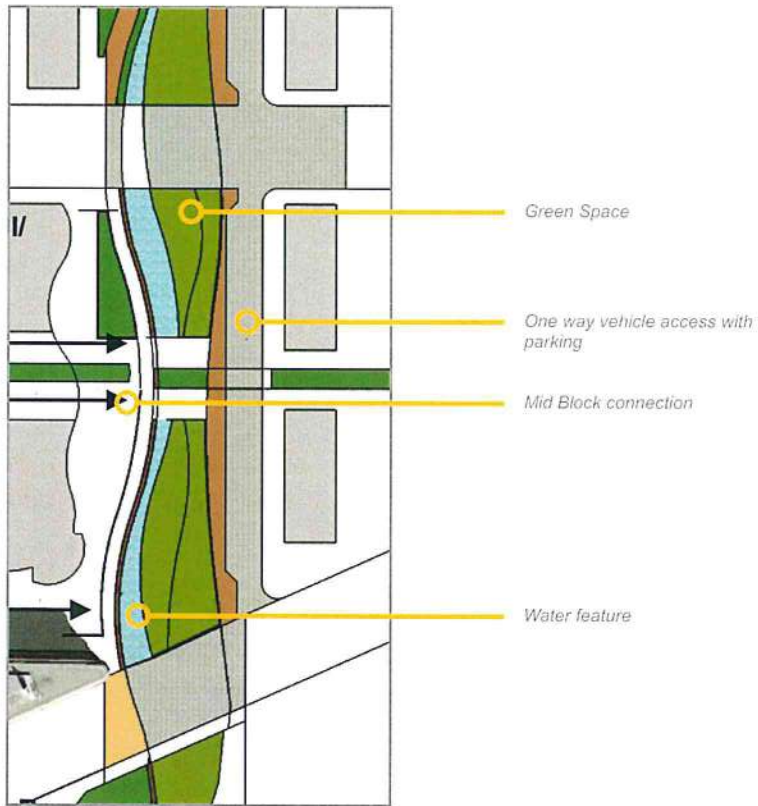 Green Space
One way vehicle access with
parking
Mid Block connection
Water feature